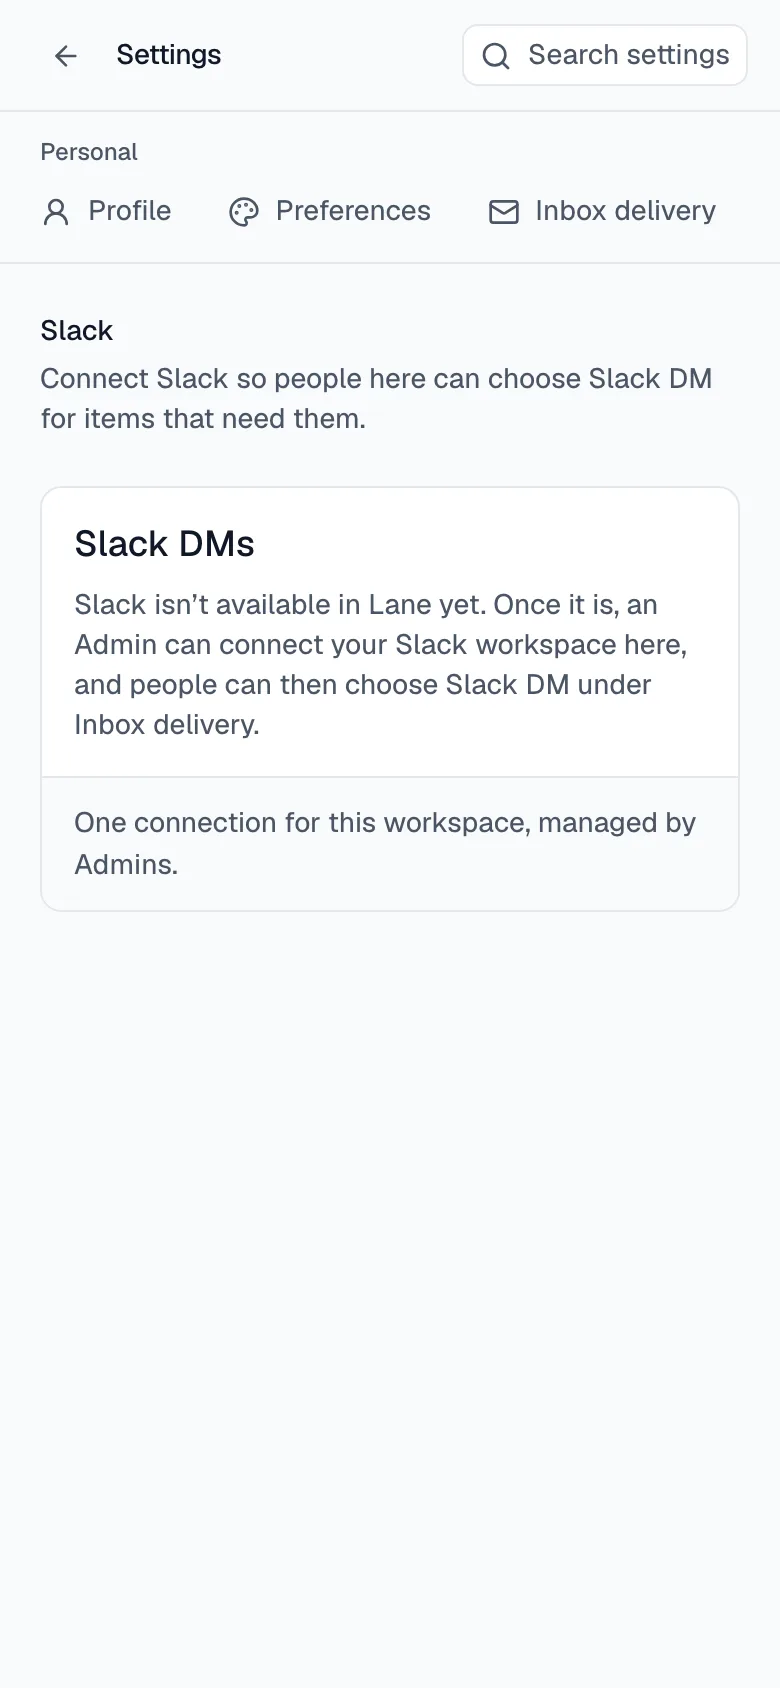 Settings
Search settings
Personal
Profile
Preferences
Inbox delivery
Slack
Connect Slack so people here can choose Slack DM
for items that need them.
Slack DMs
Slack isn’t available in Lane yet. Once it is, an
Admin can connect your Slack workspace here,
and people can then choose Slack DM under
Inbox delivery.
One connection for this workspace, managed by
Admins.